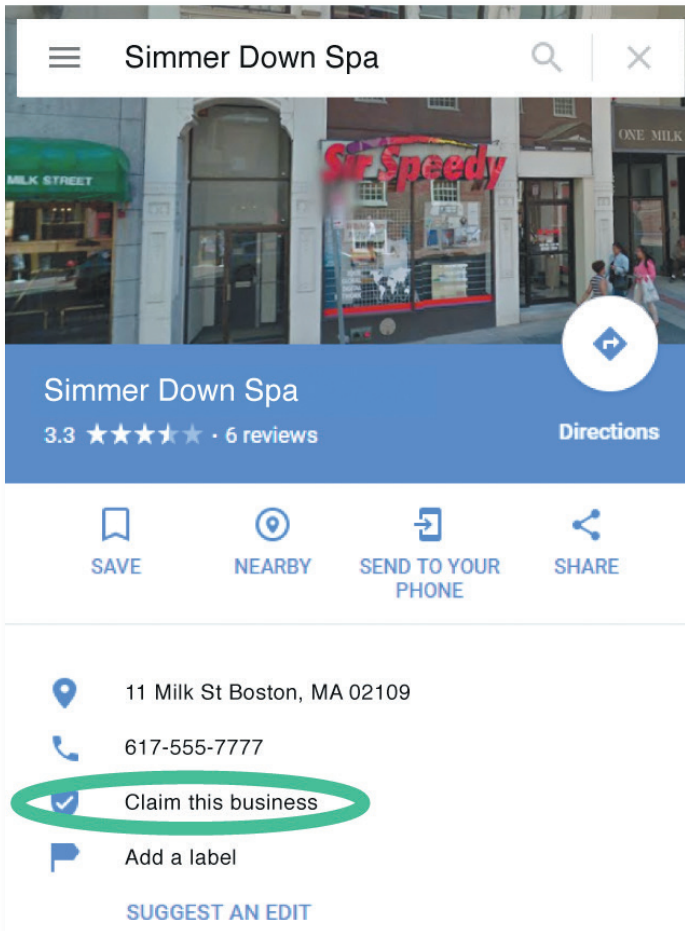 Simmer Down Spa
ONE MILK
MILK STREET
Sir Speedy
Simmer Down Spa
3.3 ★★★★★ · 6 reviews
Directions
SAVE
NEARBY
SEND TO YOUR
PHONE
SHARE
11 Milk St Boston, MA 02109
617-555-7777
Claim this business
Add a label
SUGGEST AN EDIT